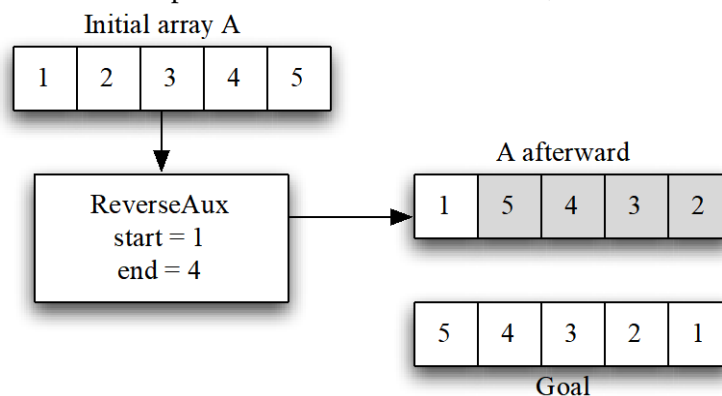 Initial array A
1 2 3 4 5
ReverseAux
start = 1
end = 4
A afterward
1 5 4 3 2
5 4 3 2 1
Goal